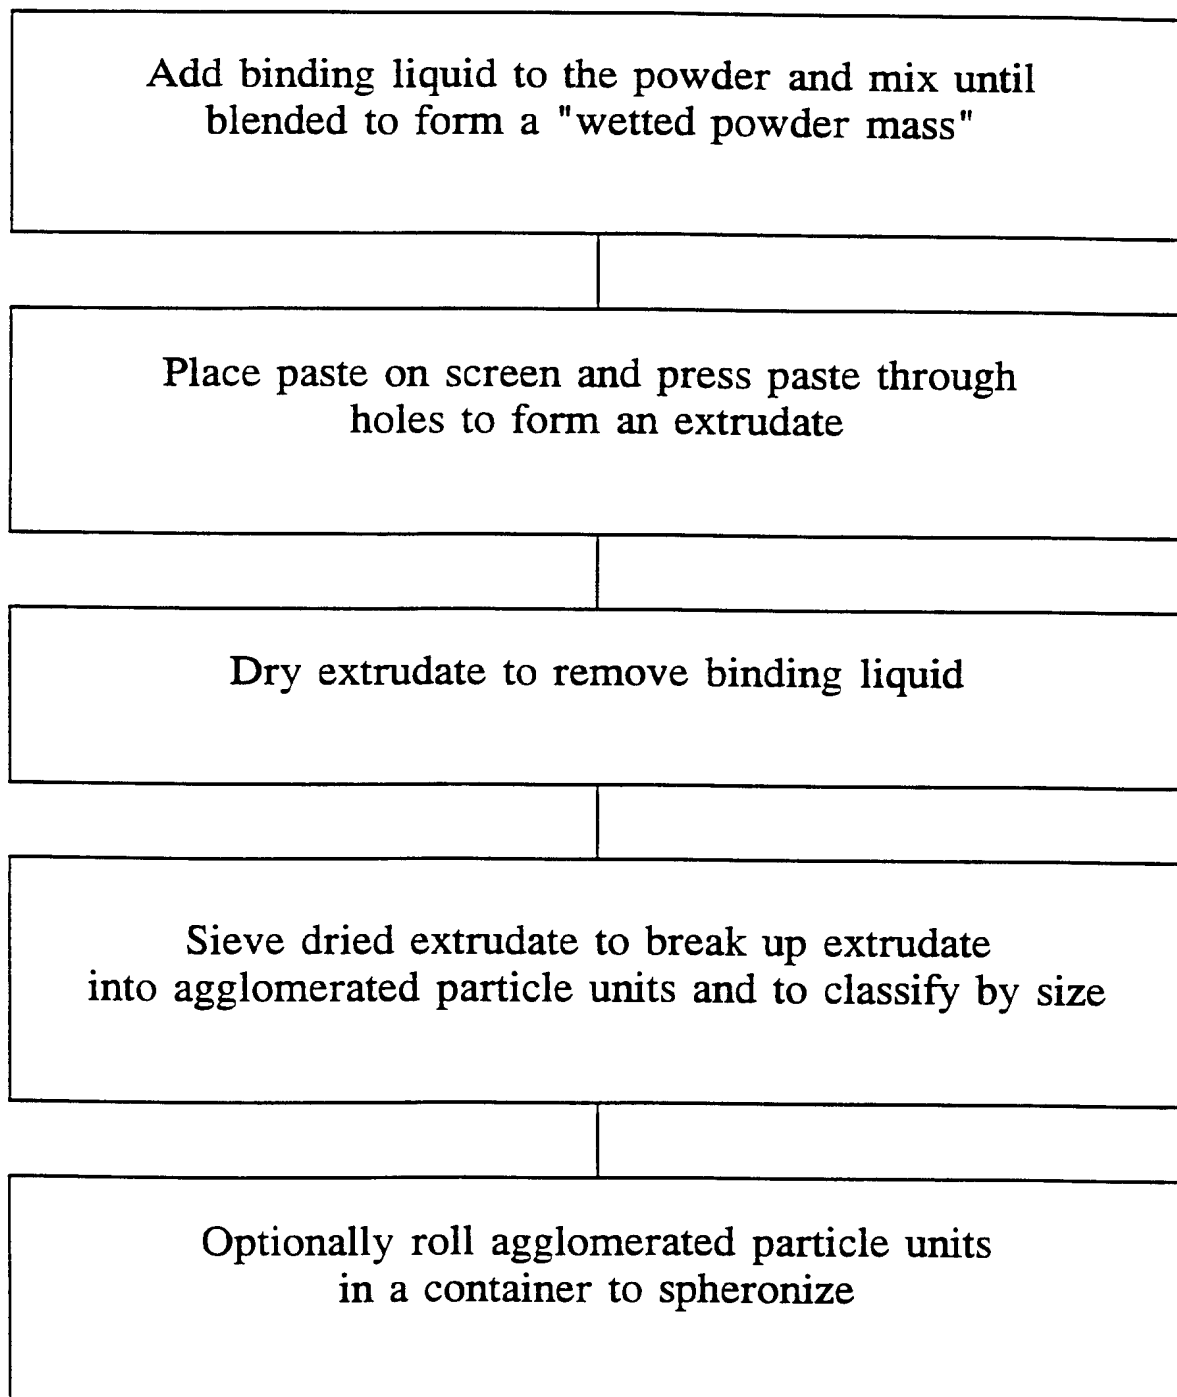 Add binding liquid to the powder and mix until
blended to form a "wetted powder mass"
Place paste on screen and press paste through
holes to form an extrudate
Dry extrudate to remove binding liquid
Sieve dried extrudate to break up extrudate
into agglomerated particle units and to classify by size
Optionally roll agglomerated particle units
in a container to spheronize